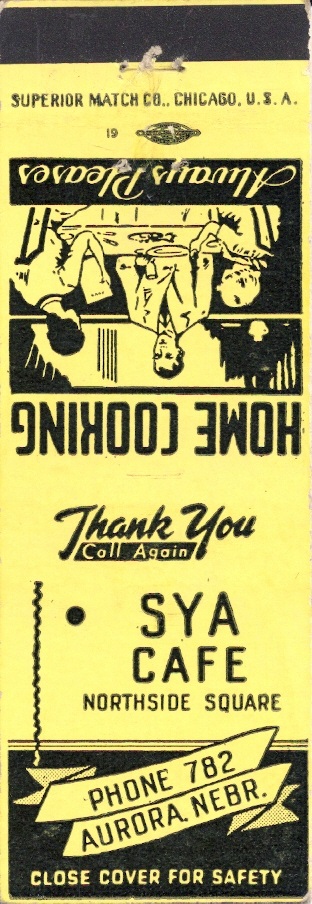 SUPERIOR MATCH CO., CHICAGO, U.S.A.
19
Always Pleases
HOME COOKING
Thank You
Call Again
SYA
CAFE
NORTHSIDE SQUARE
PHONE 782
AURORA, NEBR.
CLOSE COVER FOR SAFETY